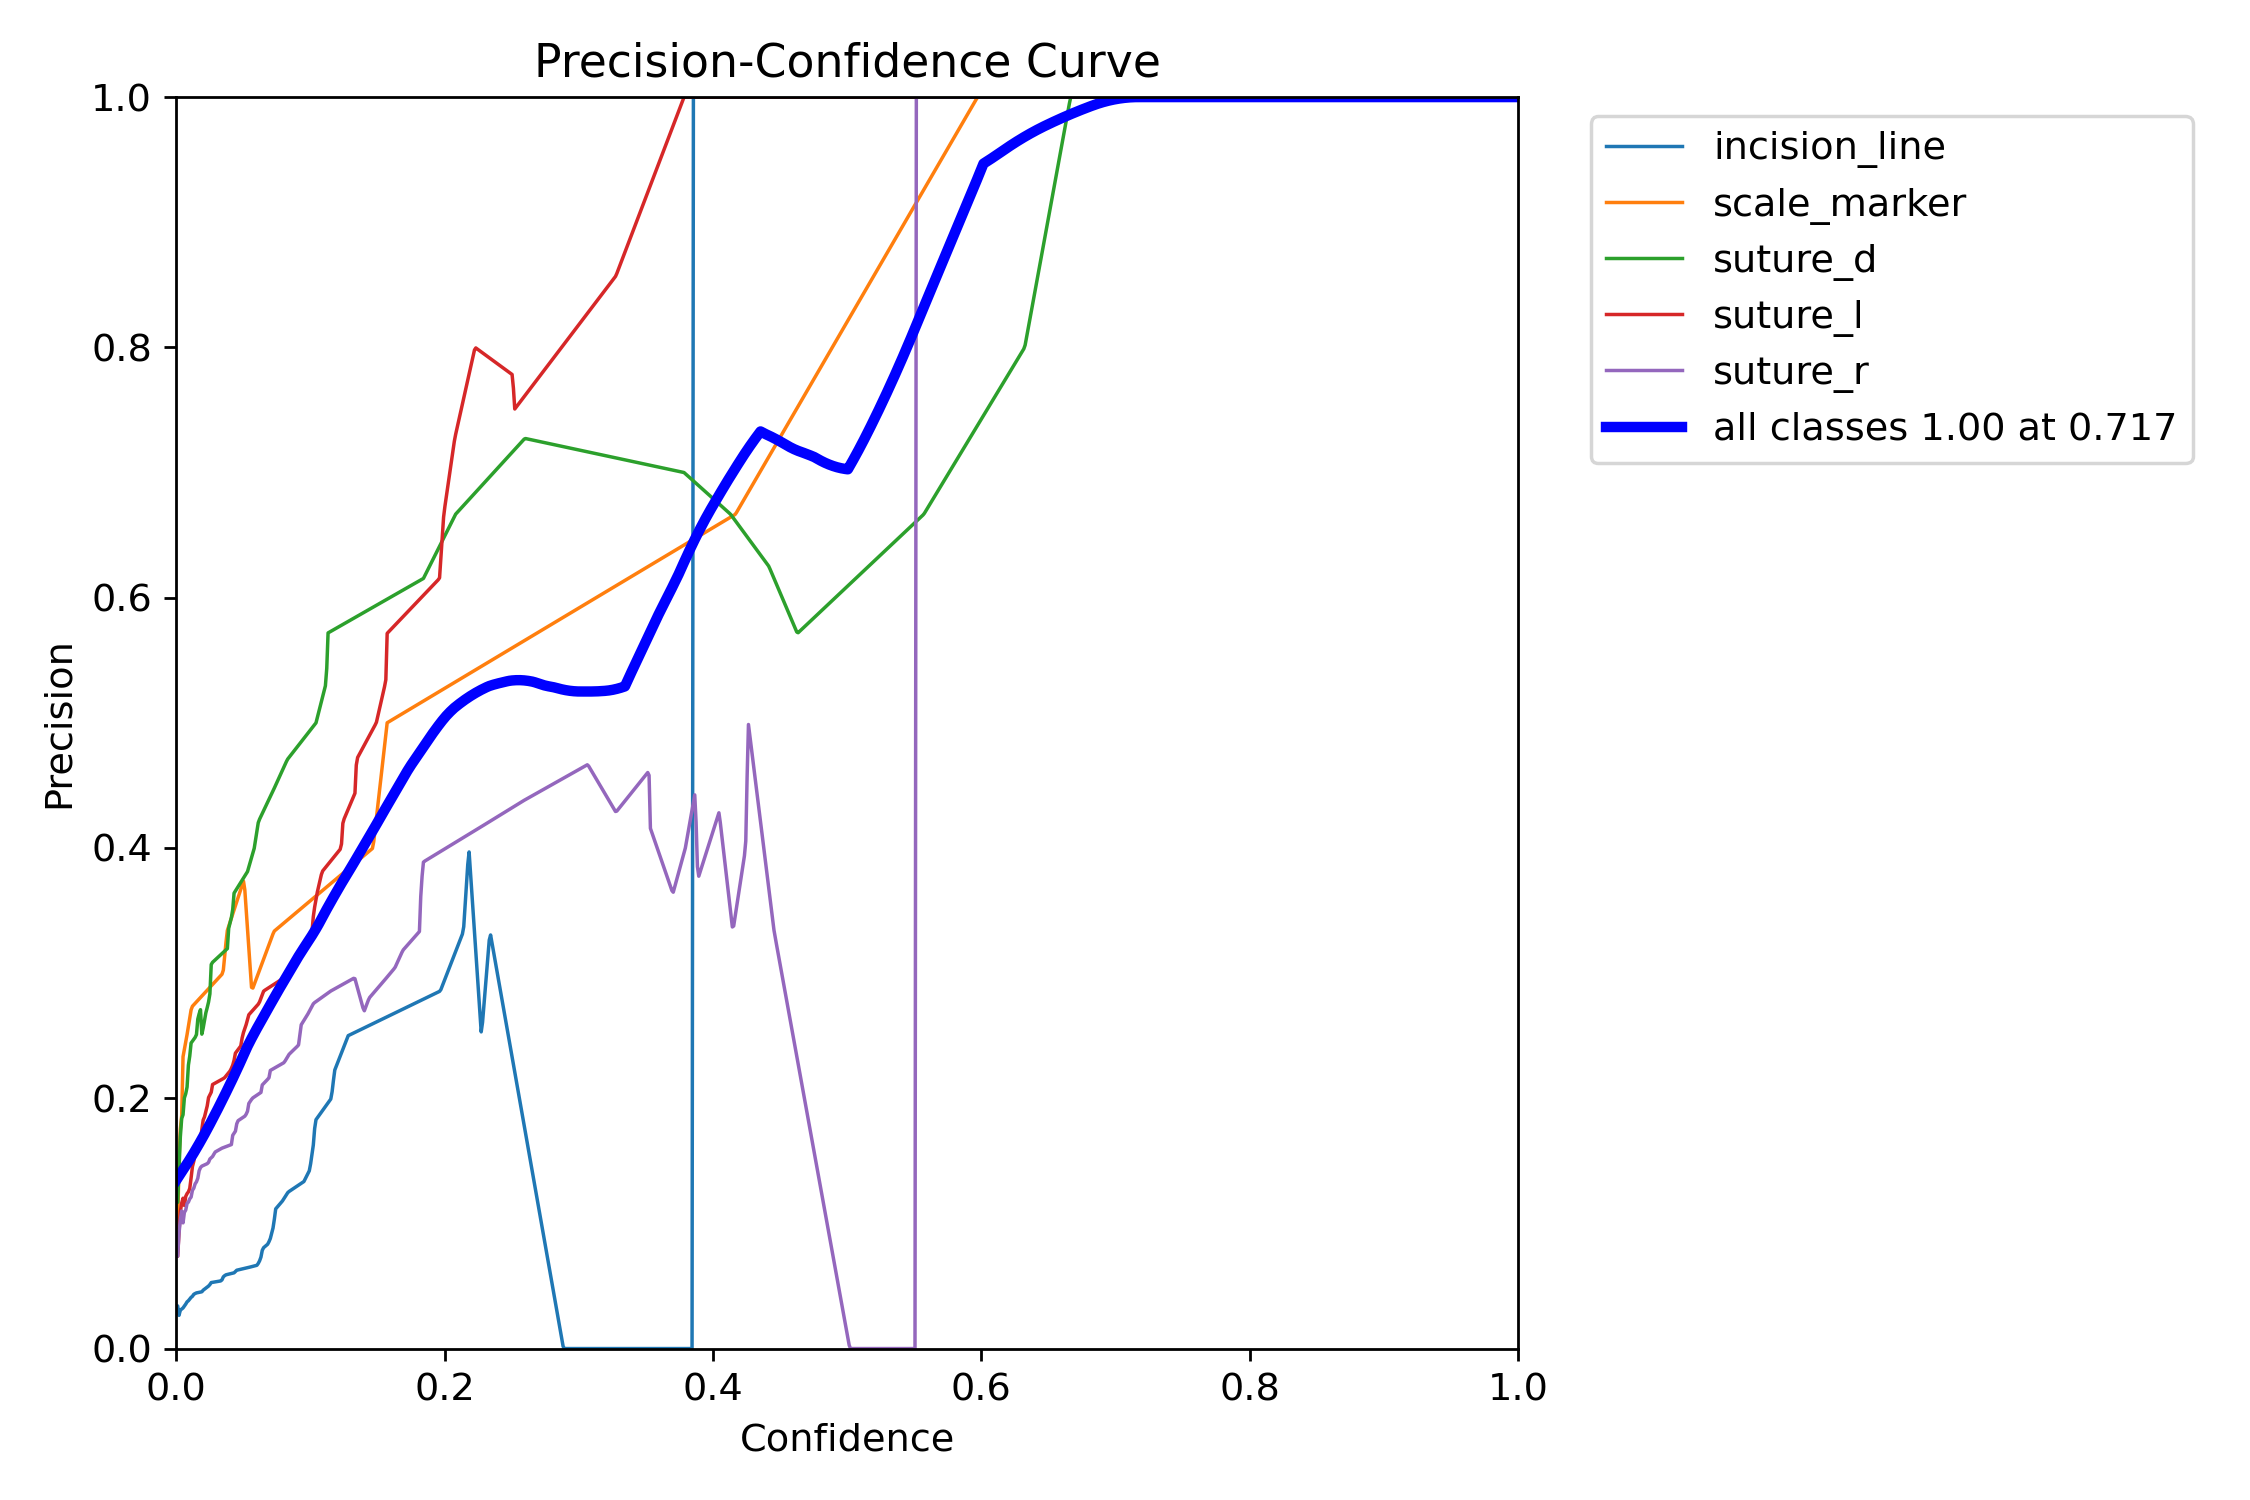 Precision-Confidence Curve
1.0
0.8
0.6
0.4
0.2
0.0
Precision
0.0 0.2 0.4 0.6 0.8 1.0
Confidence
incision_line
scale_marker
suture_d
suture_l
suture_r
all classes 1.00 at 0.717